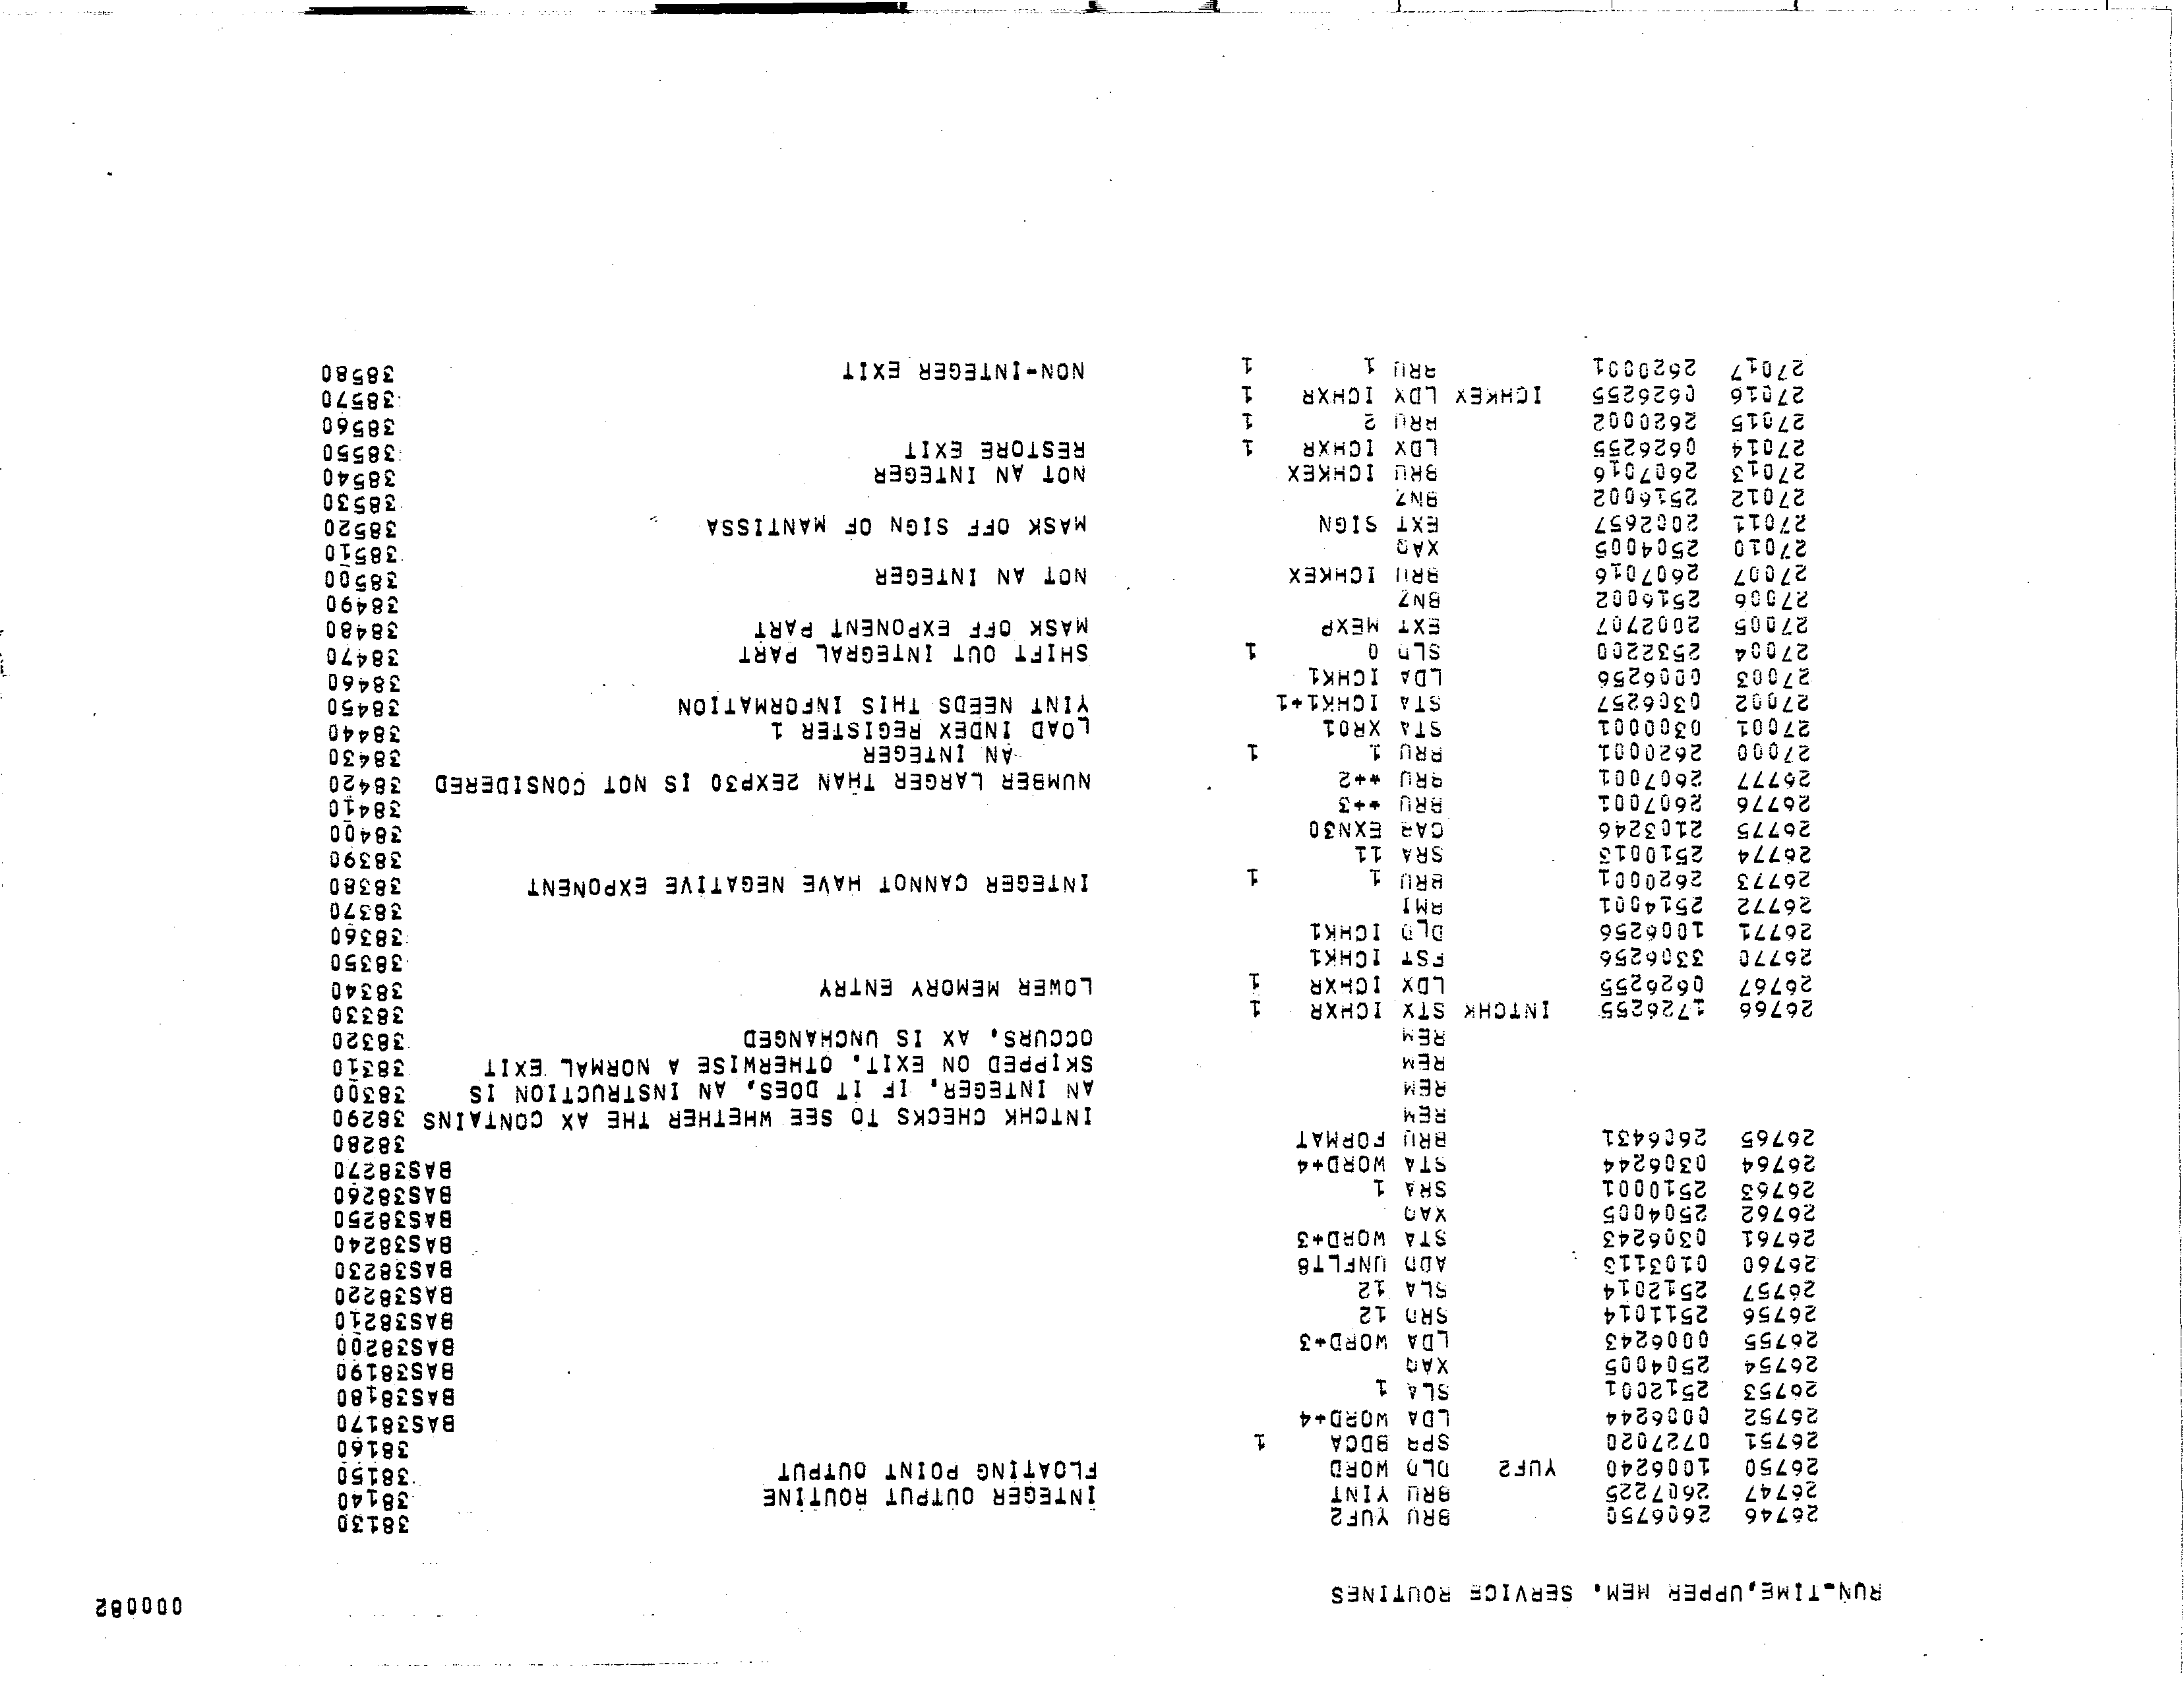 RUN-TIME,UPPER MEM. SERVICE ROUTINES 000082
26746 2606750 BRU YUF2 38130
26747 2607225 BRU YINT INTEGER OUTPUT ROUTINE 38140
26750 1006240 YUF2 DLD WORD FLOATING POINT OUTPUT 38150
26751 0727020 SPB BDCA 1 38160
26752 0006244 LDA WORD+4 BAS38170
26753 2512001 SLA 1 BAS38180
26754 2504005 XAQ BAS38190
26755 0006243 LDA WORD+3 BAS38200
26756 2511014 SRD 12 BAS38210
26757 2512014 SLA 12 BAS38220
26760 0103113 ADD UNFLT8 BAS38230
26761 0306243 STA WORD+3 BAS38240
26762 2504005 XAQ BAS38250
26763 2510001 SRA 1 BAS38260
26764 0306244 STA WORD+4 BAS38270
26765 2606431 BRU FORMAT 38280
REM INTCHK CHECKS TO SEE WHETHER THE AX CONTAINS 38290
REM AN INTEGER. IF IT DOES, AN INSTRUCTION IS 38300
REM SKIPPED ON EXIT. OTHERWISE A NORMAL EXIT 38310
REM OCCURS. AX IS UNCHANGED 38320
26766 1726255 INTCHK STX ICHXR 1 38330
26767 0626255 LDX ICHXR 1 LOWER MEMORY ENTRY 38340
26770 3306256 FST ICHK1 38350
26771 1006256 DLD ICHK1 38360
26772 2514001 BMI 38370
26773 2620001 BRU 1 1 INTEGER CANNOT HAVE NEGATIVE EXPONENT 38380
26774 2510013 SRA 11 38390
26775 2103246 CAB EXN30 38400
26776 2607001 BRU *+3 38410
26777 2607001 BRU *+2 NUMBER LARGER THAN 2EXP30 IS NOT CONSIDERED 38420
27000 2620001 BRU 1 1 AN INTEGER 38430
27001 0300001 STA XR01 LOAD INDEX REGISTER 1 38440
27002 0306257 STA ICHK1+1 YINT NEEDS THIS INFORMATION 38450
27003 0006256 LDA ICHK1 38460
27004 2532200 SLD 0 1 SHIFT OUT INTEGRAL PART 38470
27005 2002707 EXT MEXP MASK OFF EXPONENT PART 38480
27006 2516002 BNZ 38490
27007 2607016 BRU ICHKEX NOT AN INTEGER 38500
27010 2504005 XAQ 38510
27011 2002657 EXT SIGN MASK OFF SIGN OF MANTISSA 38520
27012 2516002 BNZ 38530
27013 2607016 BRU ICHKEX NOT AN INTEGER 38540
27014 0626255 LDX ICHXR 1 RESTORE EXIT 38550
27015 2620002 BRU 2 1 38560
27016 0626255 ICHKEX LDX ICHXR 1 38570
27017 2620001 BRU 1 1 NON-INTEGER EXIT 38580